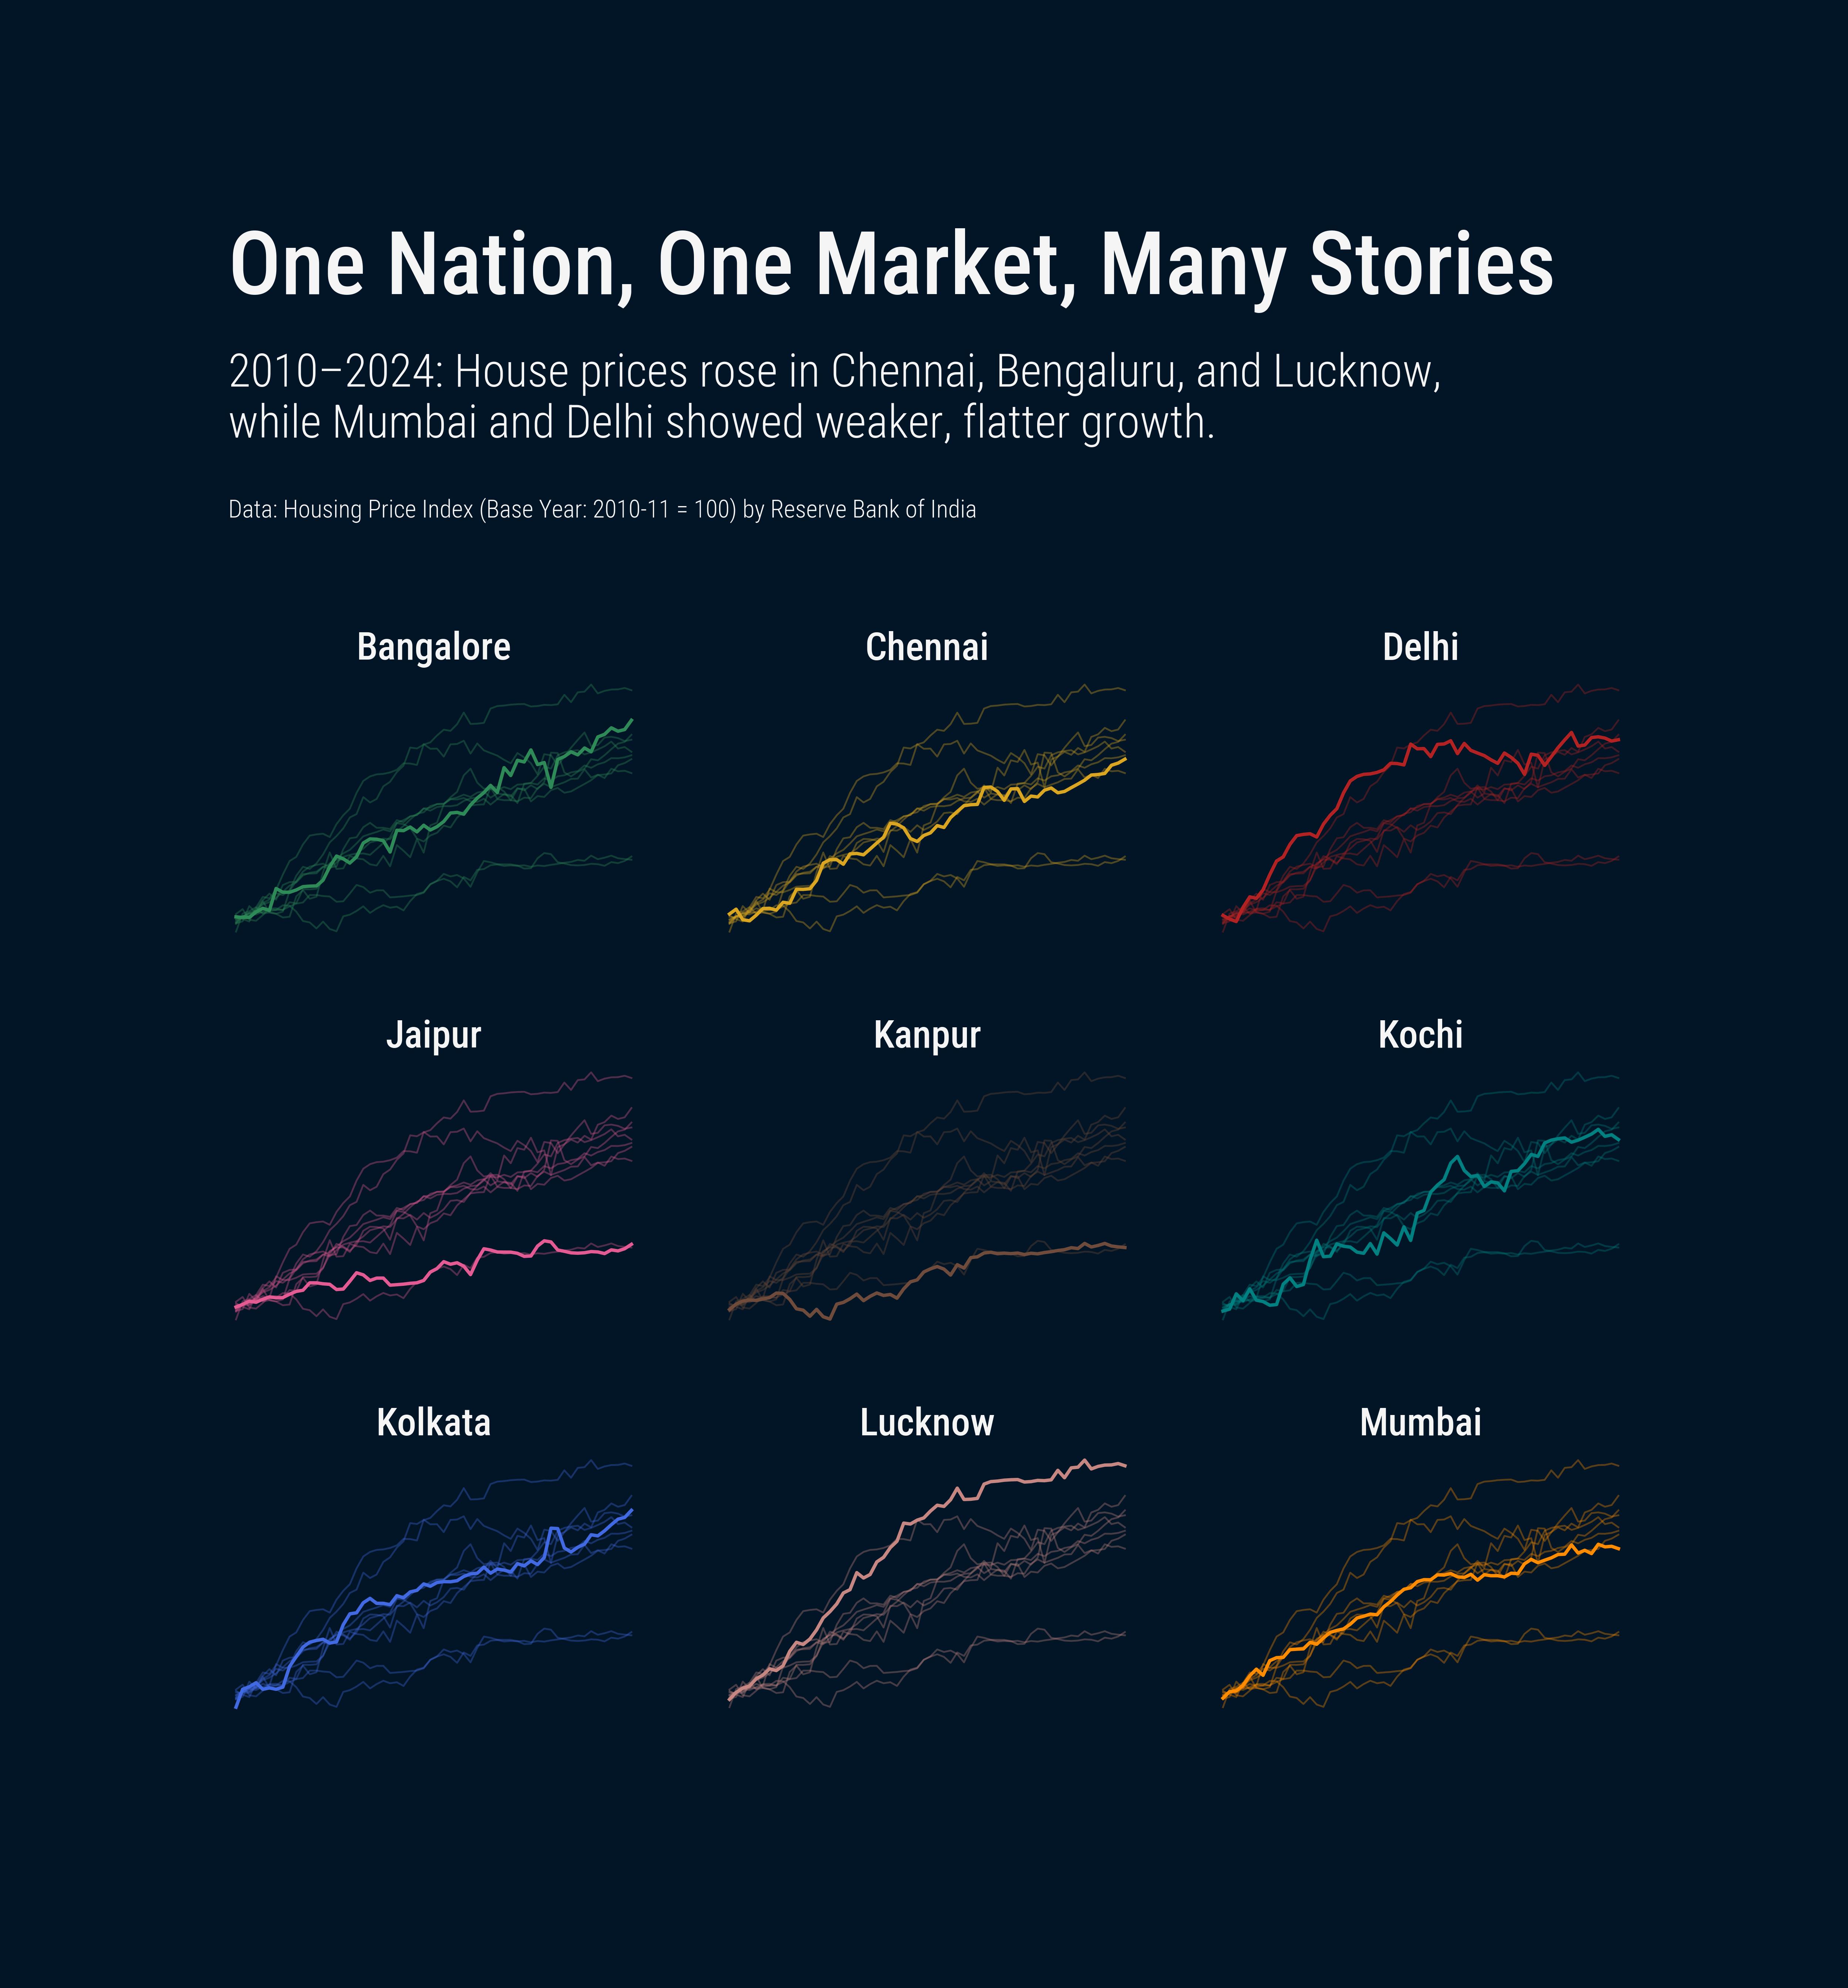 One Nation, One Market, Many Stories
2010–2024: House prices rose in Chennai, Bengaluru, and Lucknow,
while Mumbai and Delhi showed weaker, flatter growth.
Data: Housing Price Index (Base Year: 2010-11 = 100) by Reserve Bank of India
Bangalore
Chennai
Delhi
Jaipur
Kanpur
Kochi
Kolkata
Lucknow
Mumbai